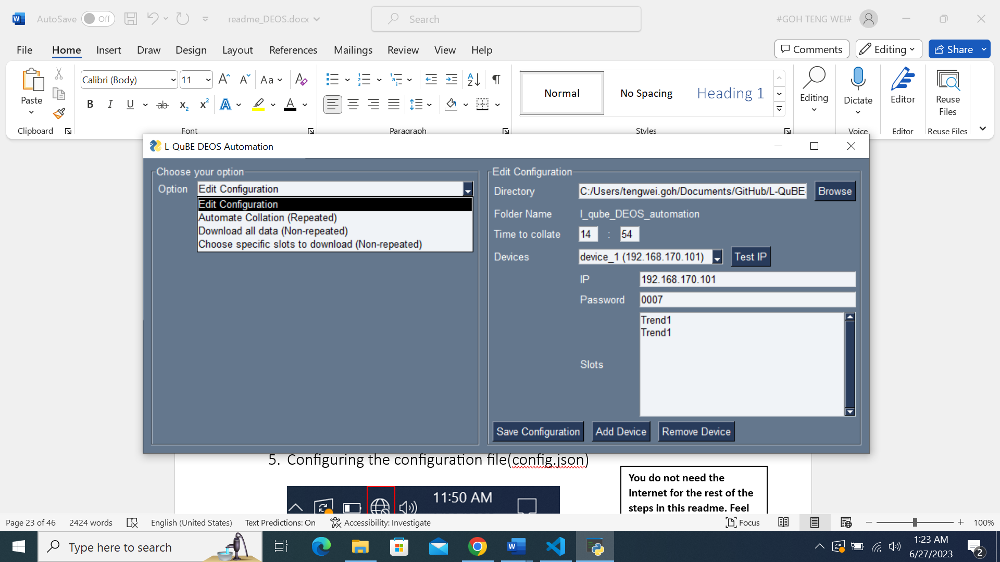 AutoSave Off readme_DEOS.docx Search #GOH TENG WEI#
File Home Insert Draw Design Layout References Mailings Review View Help Comments Editing Share
Calibri (Body) 11 Aa
Paste
Normal No Spacing Heading 1
Editing Dictate Editor Reuse Files
Clipboard Font Paragraph Styles Voice Editor Reuse Files
L-QuBE DEOS Automation
Choose your option
Option Edit Configuration
Edit Configuration
Automate Collation (Repeated)
Download all data (Non-repeated)
Choose specific slots to download (Non-repeated)
Edit Configuration
Directory C:/Users/tengwei.goh/Documents/GitHub/L-QuBE Browse
Folder Name l_qube_DEOS_automation
Time to collate 14 : 54
Devices device_1 (192.168.170.101) Test IP
IP 192.168.170.101
Password 0007
Trend1
Trend1
Slots
Save Configuration Add Device Remove Device
5. Configuring the configuration file(config.json)
11:50 AM
You do not need the
Internet for the rest of the
steps in this readme. Feel
Page 23 of 46 2424 words English (United States) Text Predictions: On Accessibility: Investigate Focus 100%
Type here to search
1:23 AM
6/27/2023
2